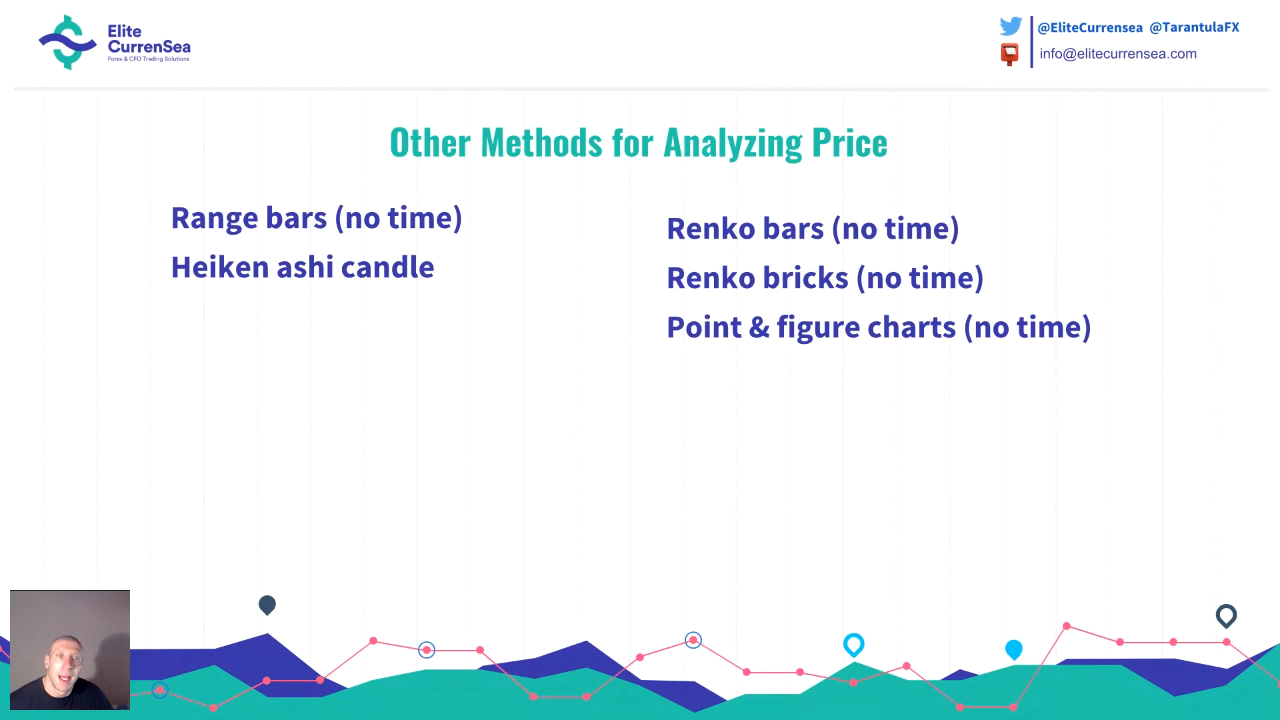 Elite
CurrenSea
Forex & CFD Trading Solutions
@EliteCurrensea @TarantulaFX
info@elitecurrensea.com
Other Methods for Analyzing Price
Range bars (no time)
Heiken ashi candle
Renko bars (no time)
Renko bricks (no time)
Point & figure charts (no time)